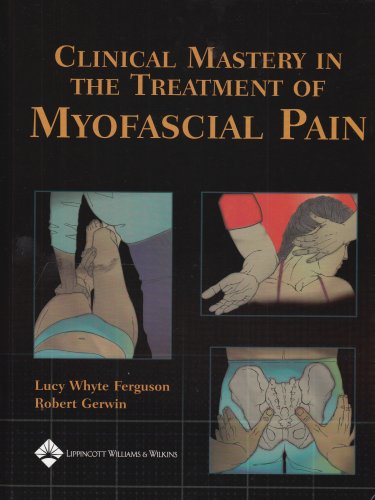 CLINICAL MASTERY IN
THE TREATMENT OF
MYOFASCIAL PAIN
Lucy Whyte Ferguson
Robert Gerwin
LIPPINCOTT WILLIAMS & WILKINS